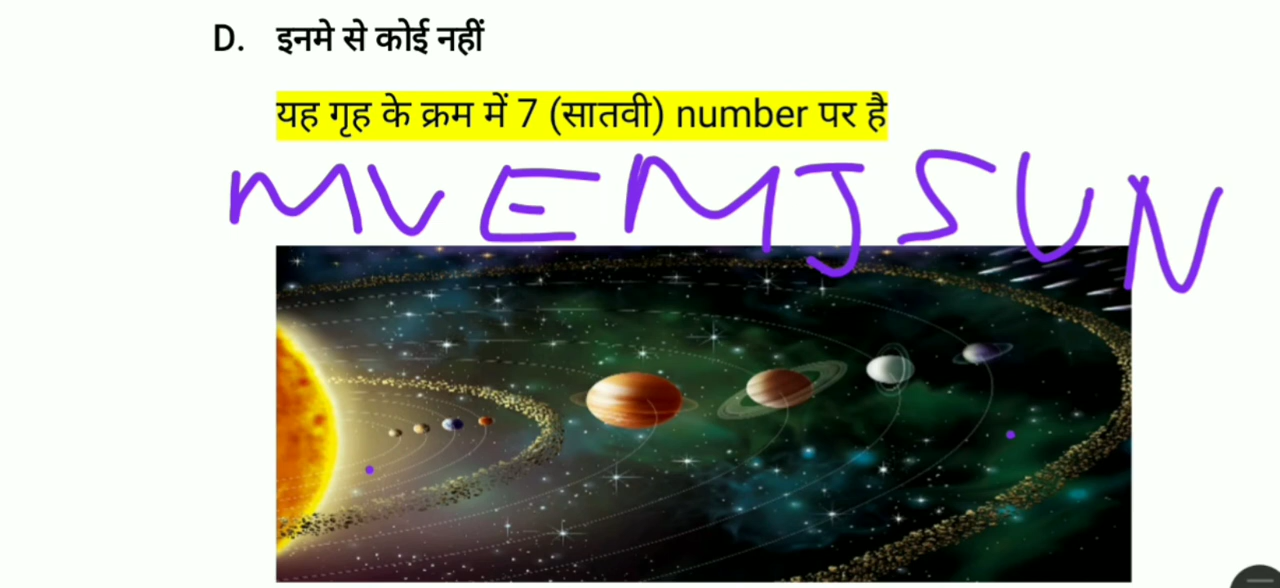 D. इनमे से कोई नहीं
यह गृह के क्रम में 7 (सातवी) number पर है
MVEMJSUN